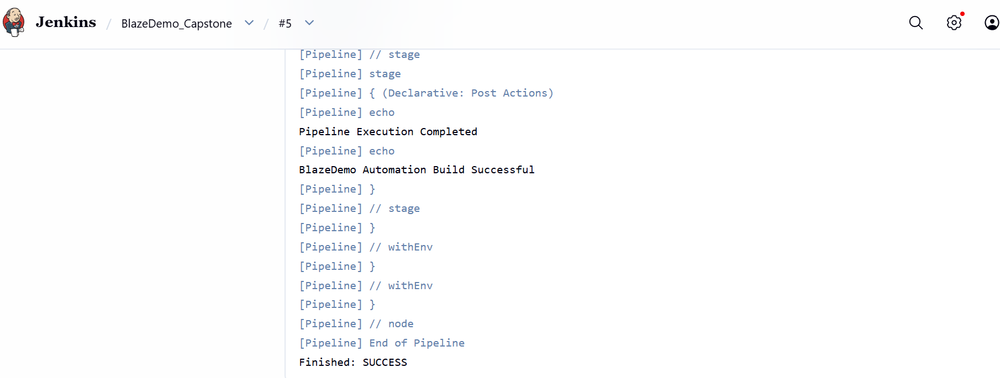 Jenkins / BlazeDemo_Capstone / #5
[Pipeline] // stage
[Pipeline] stage
[Pipeline] { (Declarative: Post Actions)
[Pipeline] echo
Pipeline Execution Completed
[Pipeline] echo
BlazeDemo Automation Build Successful
[Pipeline] }
[Pipeline] // stage
[Pipeline] }
[Pipeline] // withEnv
[Pipeline] }
[Pipeline] // withEnv
[Pipeline] }
[Pipeline] // node
[Pipeline] End of Pipeline
Finished: SUCCESS